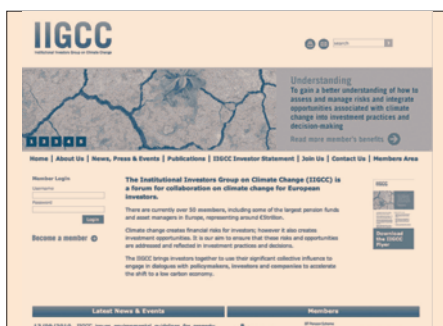 IIGCC
Institutional Investors Group on Climate Change
search
Understanding
To gain a better understanding of how to
assess and manage risks and integrate
opportunities associated with climate
change into investment practices and
decision-making
Read more member's benefits
1 2 3 4 5
Home | About Us | News, Press & Events | Publications | IIGCC Investor Statement | Join Us | Contact Us | Members Area
Member Login
Username
Password
Login
Become a member
The Institutional Investors Group on Climate Change (IIGCC) is
a forum for collaboration on climate change for European
investors.
There are currently over 50 members, including some of the largest pension funds
and asset managers in Europe, representing around
Climate change creates financial risks for investors; however it also creates
investment opportunities. It is our aim to ensure that these risks and opportunities
are addressed and reflected in investment practices and decisions.
The IIGCC brings investors together to use their significant collective influence to
engage in dialogues with policymakers, investors and companies to accelerate
the shift to a low carbon economy.
IIGCC
Download
the IIGCC
Flyer
Latest News & Events
Members